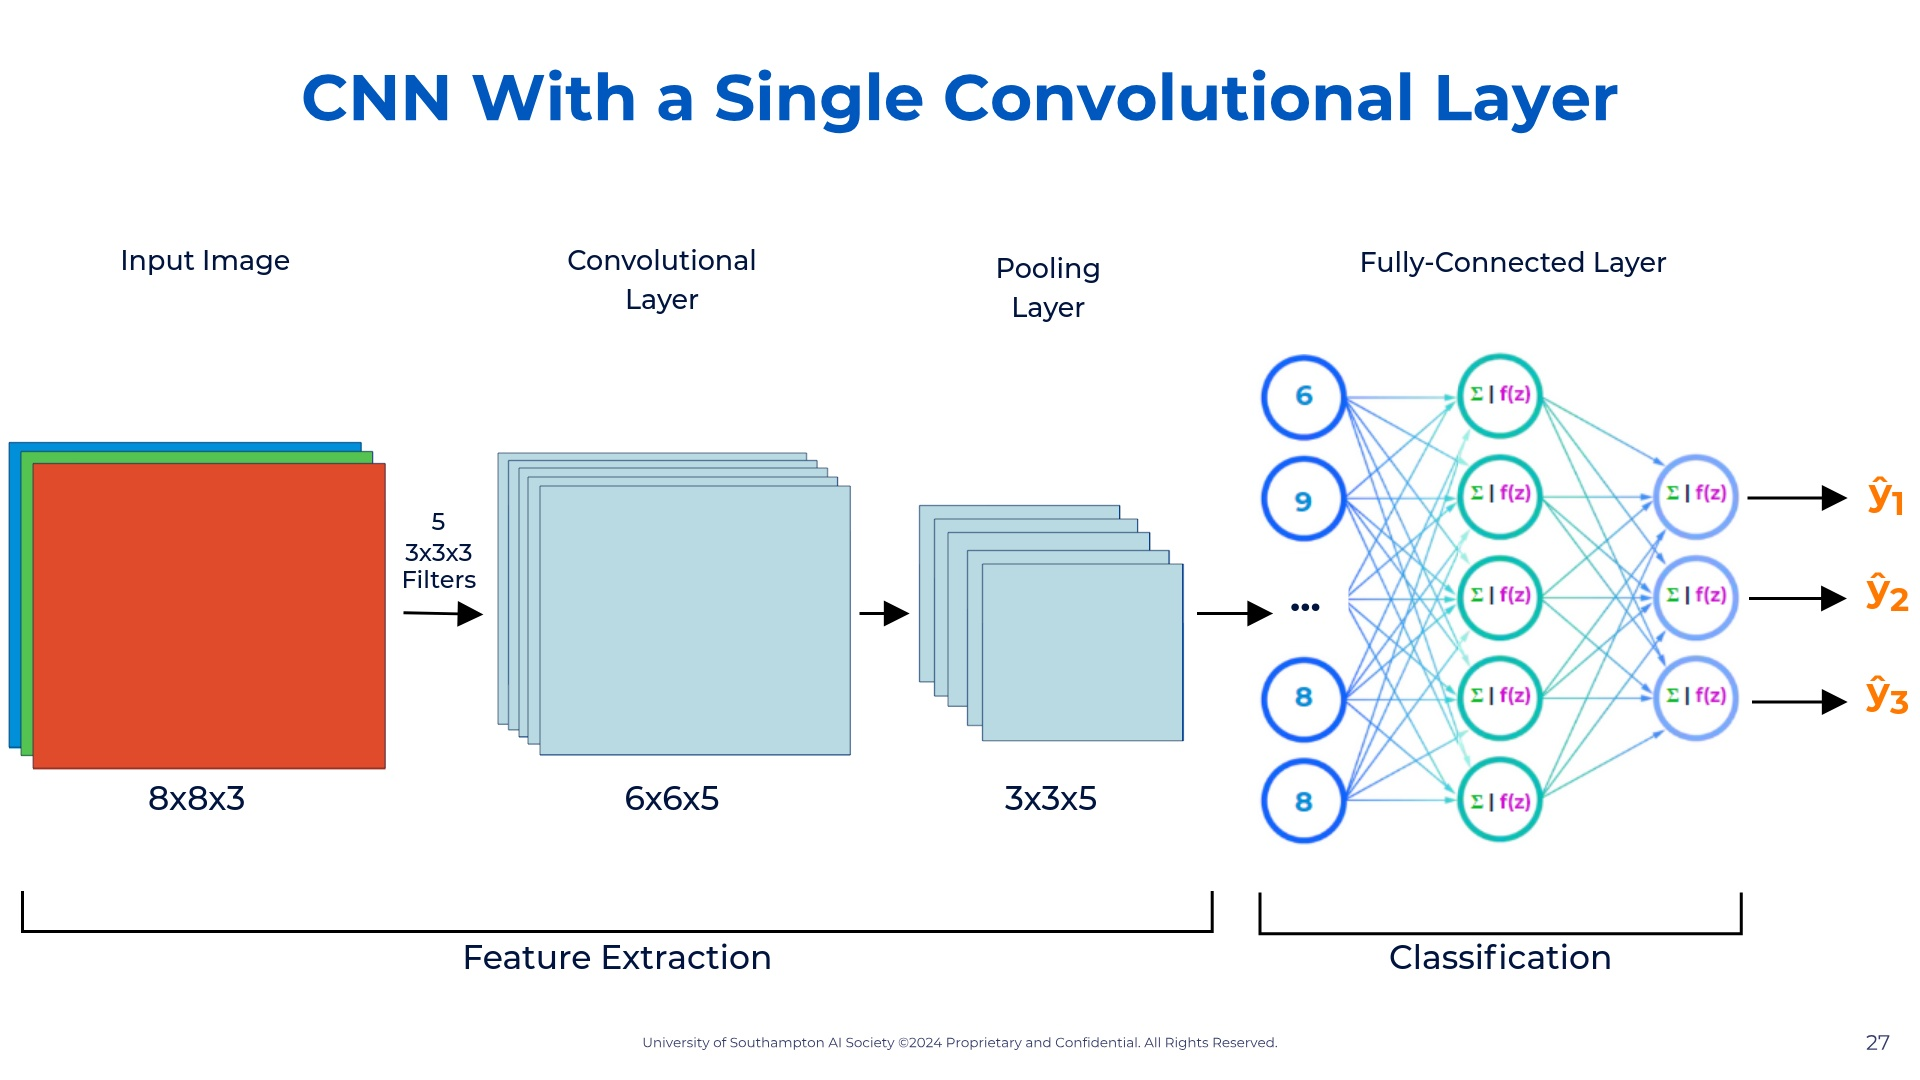 CNN With a Single Convolutional Layer
Input Image
Convolutional
Layer
Pooling
Layer
Fully-Connected Layer
5
3x3x3
Filters
8x8x3
6x6x5
3x3x5
6
9
...
8
8
Σ | f(z)
Σ | f(z)
Σ | f(z)
Σ | f(z)
Σ | f(z)
Σ | f(z)
Σ | f(z)
Σ | f(z)
ŷ1
ŷ2
ŷ3
Feature Extraction
Classification
University of Southampton AI Society ©2024 Proprietary and Confidential. All Rights Reserved.
27